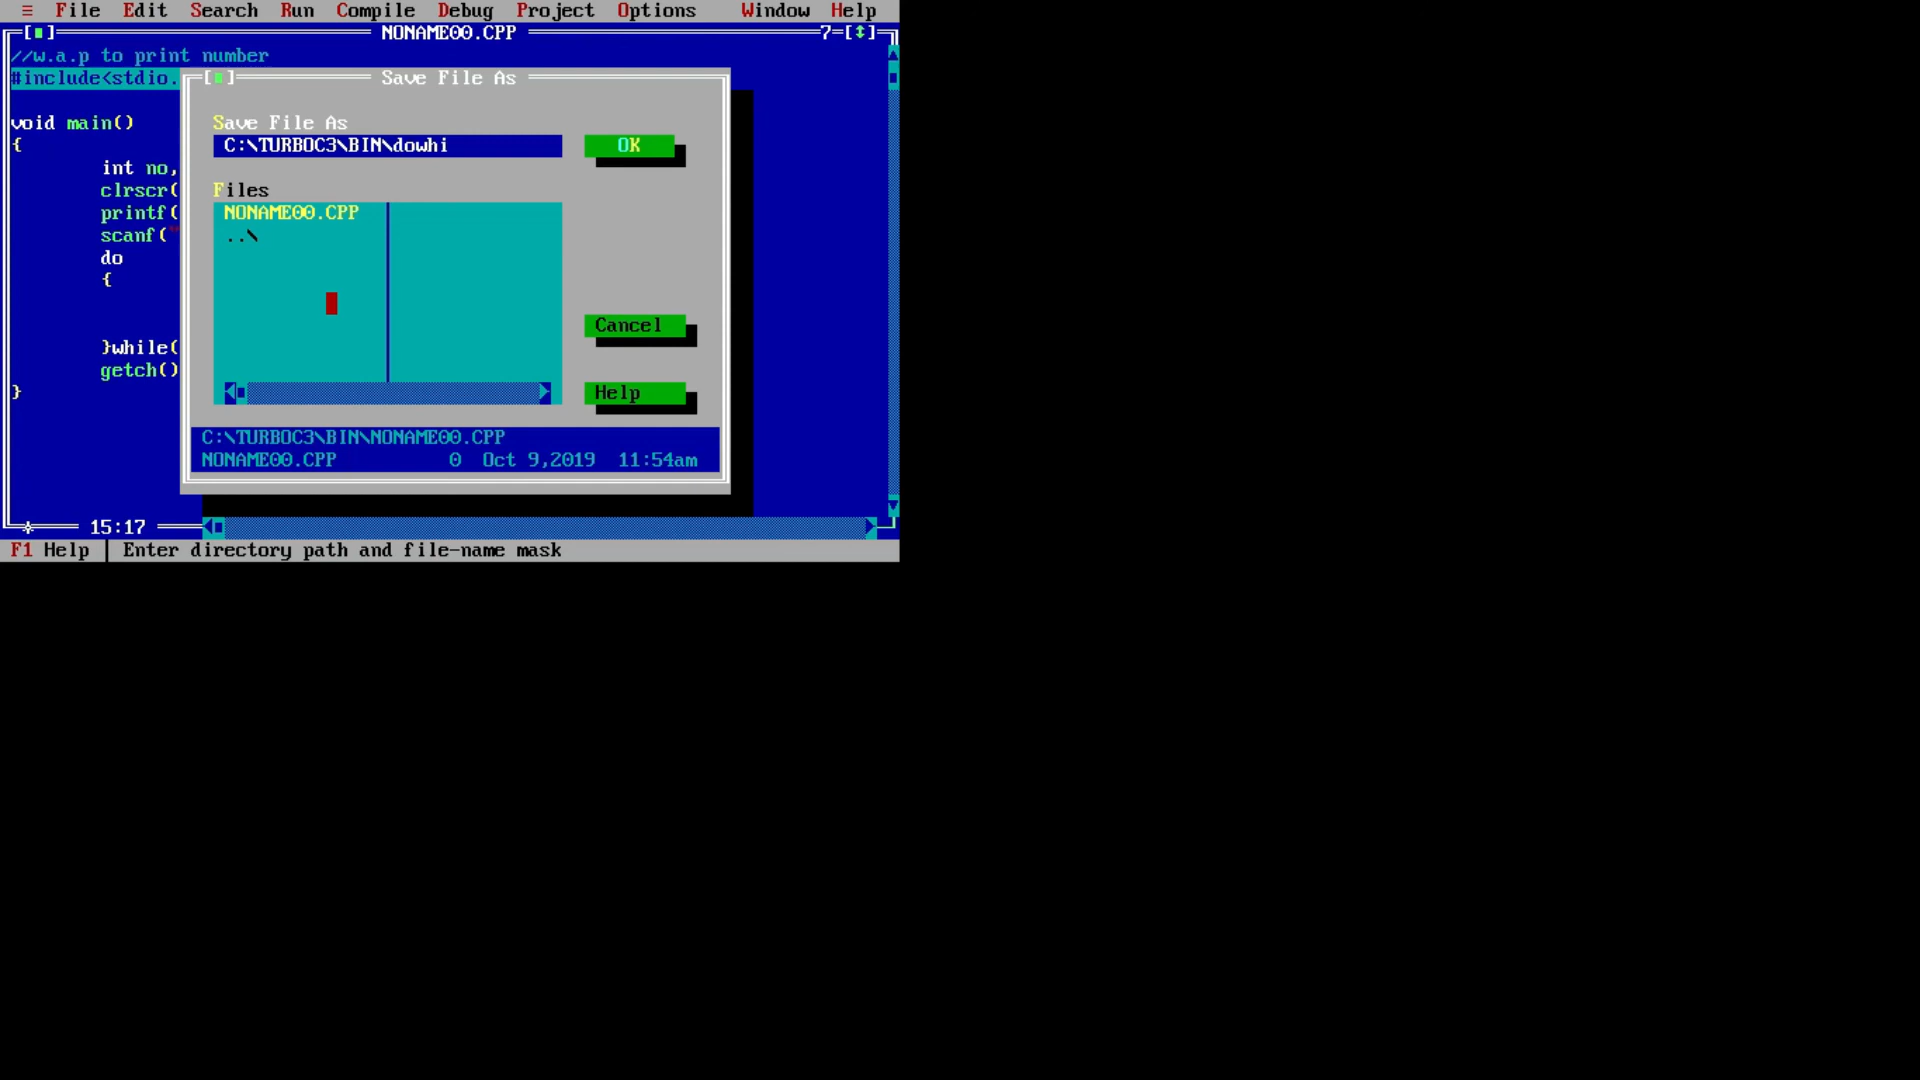 ≡ File Edit Search Run Compile Debug Project Options Window Help
[■] NONAME00.CPP 7=[↕]
//w.a.p to print number
#include<stdio.
void main()
{
int no,
clrscr(
printf(
scanf("
do
{
}while(
getch()
}
15:17
[■] Save File As
Save File As
C:\TURBOC3\BIN\dowhi
OK
Files
NONAME00.CPP
..\
Cancel
Help
C:\TURBOC3\BIN\NONAME00.CPP
NONAME00.CPP 0 Oct 9,2019 11:54am
F1 Help | Enter directory path and file-name mask